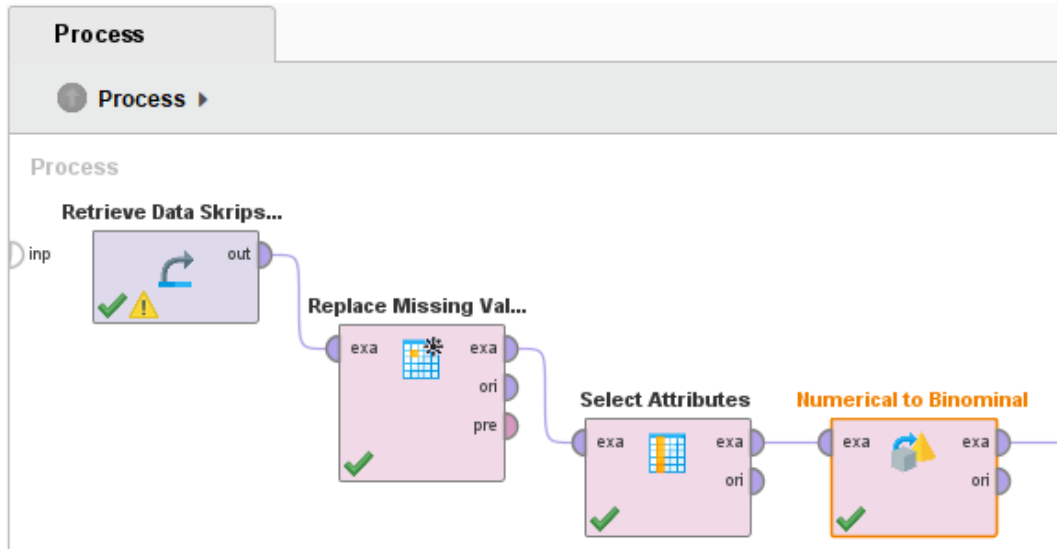 Process
Process
Process
Retrieve Data Skrips...
inp
out
Replace Missing Val...
exa
exa
ori
pre
Select Attributes
exa
exa
ori
Numerical to Binominal
exa
exa
ori